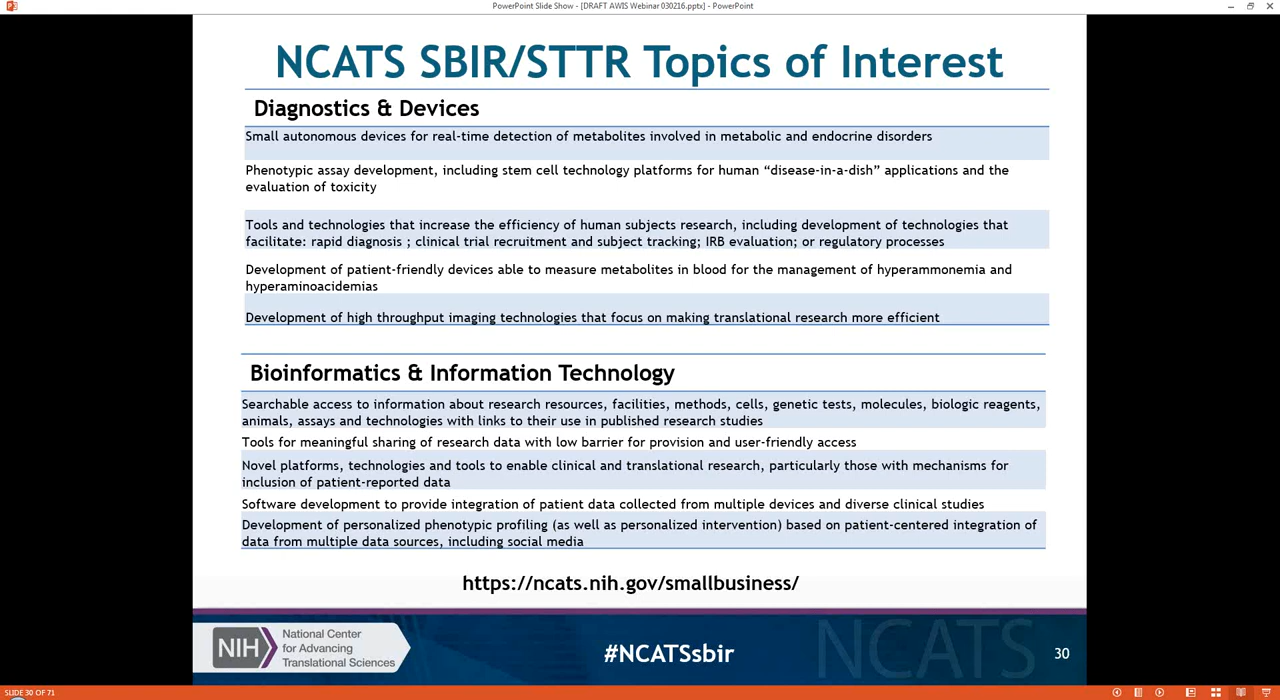 PowerPoint Slide Show - [DRAFT AWIS Webinar 030216.pptx] - PowerPoint
NCATS SBIR/STTR Topics of Interest
Diagnostics & Devices
Small autonomous devices for real-time detection of metabolites involved in metabolic and endocrine disorders
Phenotypic assay development, including stem cell technology platforms for human “disease-in-a-dish” applications and the
evaluation of toxicity
Tools and technologies that increase the efficiency of human subjects research, including development of technologies that
facilitate: rapid diagnosis ; clinical trial recruitment and subject tracking; IRB evaluation; or regulatory processes
Development of patient-friendly devices able to measure metabolites in blood for the management of hyperammonemia and
hyperaminoacidemias
Development of high throughput imaging technologies that focus on making translational research more efficient
Bioinformatics & Information Technology
Searchable access to information about research resources, facilities, methods, cells, genetic tests, molecules, biologic reagents,
animals, assays and technologies with links to their use in published research studies
Tools for meaningful sharing of research data with low barrier for provision and user-friendly access
Novel platforms, technologies and tools to enable clinical and translational research, particularly those with mechanisms for
inclusion of patient-reported data
Software development to provide integration of patient data collected from multiple devices and diverse clinical studies
Development of personalized phenotypic profiling (as well as personalized intervention) based on patient-centered integration of
data from multiple data sources, including social media
https://ncats.nih.gov/smallbusiness/
NIH
National Center
for Advancing
Translational Sciences
#NCATSsbir
NCATS
30
SLIDE 30 OF 71